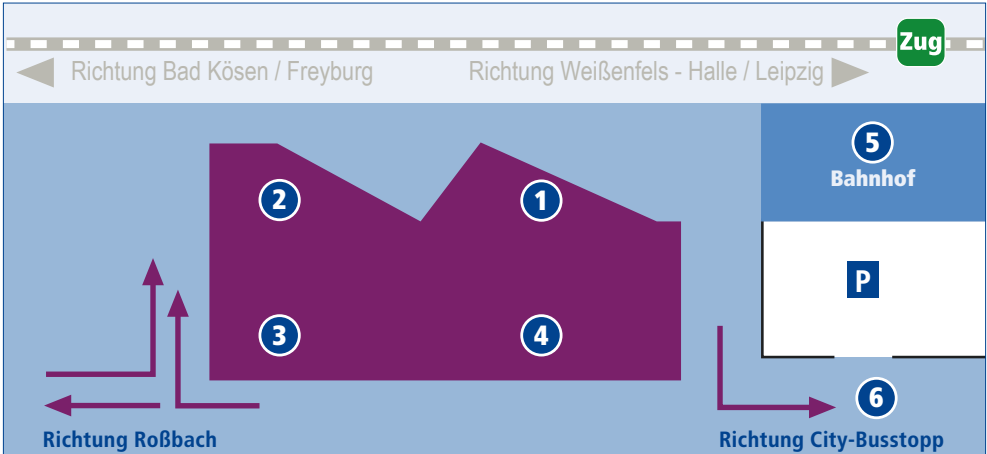 Zug
Richtung Bad Kösen / Freyburg
Richtung Weißenfels - Halle / Leipzig
5
Bahnhof
2
1
P
3
4
6
Richtung Roßbach
Richtung City-Busstopp